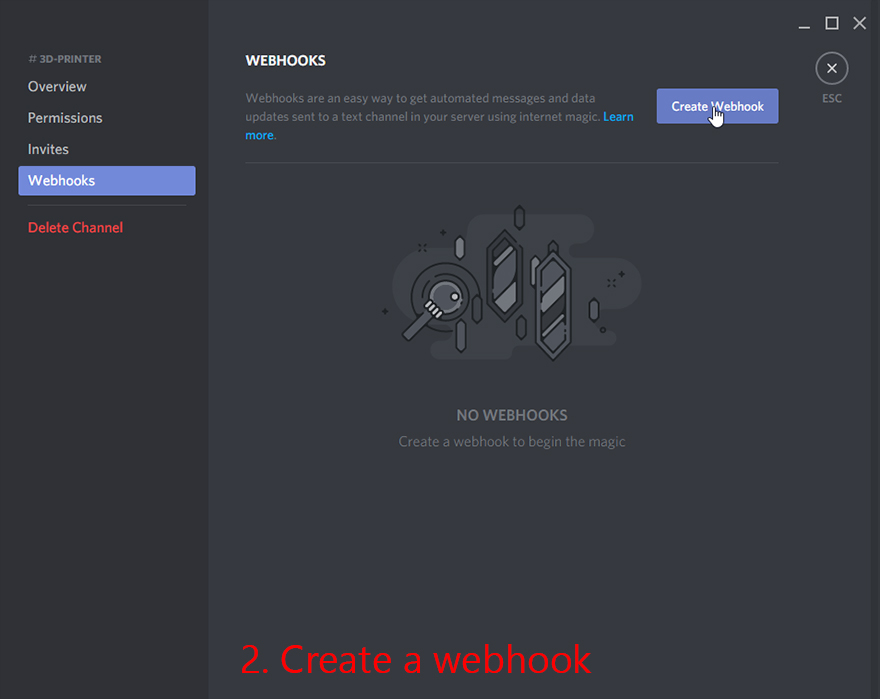 # 3D-PRINTER
Overview
Permissions
Invites
Webhooks
Delete Channel
WEBHOOKS
Webhooks are an easy way to get automated messages and data
updates sent to a text channel in your server using internet magic. Learn
more.
Create Webhook
ESC
NO WEBHOOKS
Create a webhook to begin the magic
2. Create a webhook